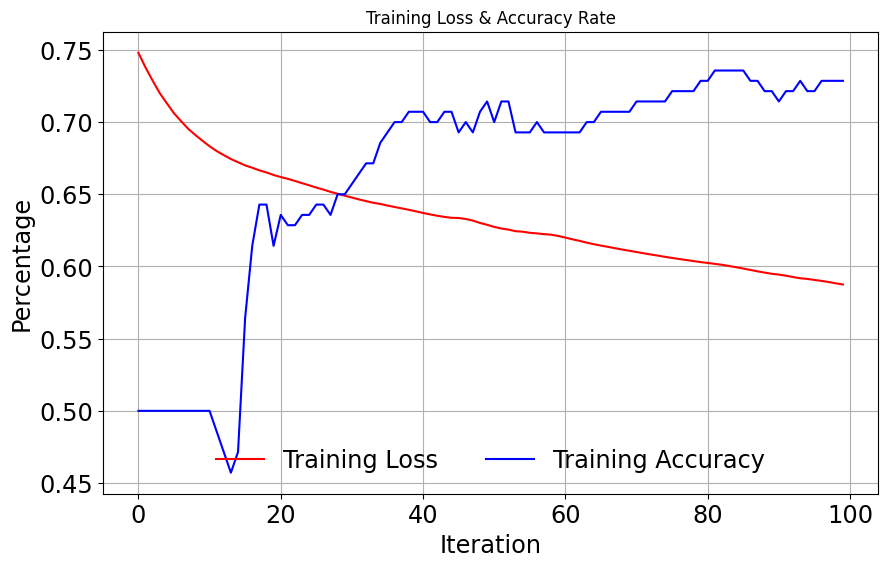 Training Loss & Accuracy Rate
0.75
0.70
0.65
0.60
0.55
0.50
0.45
Percentage
Training Loss
Training Accuracy
0 20 40 60 80 100
Iteration